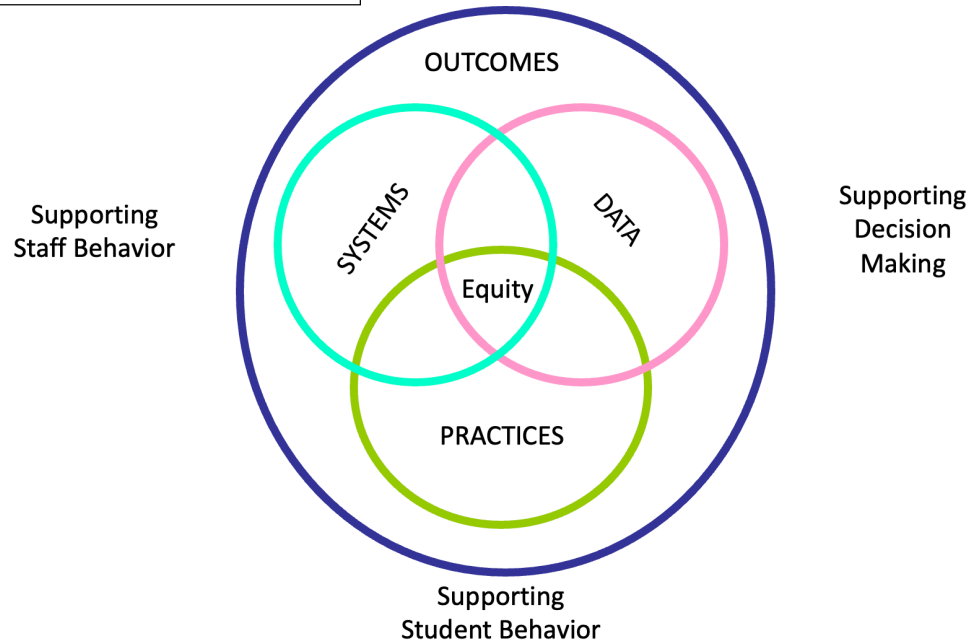 OUTCOMES
SYSTEMS
DATA
Supporting
Staff Behavior
Supporting
Decision
Making
Equity
PRACTICES
Supporting
Student Behavior